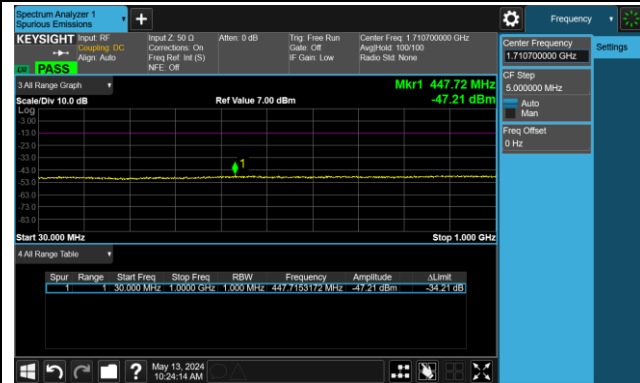 Spectrum Analyzer 1
Spurious Emissions
Frequency
KEYSIGHT
Input: RF
Coupling: DC
Align: Auto
Input Z: 50 Ω
Corrections: On
Freq Ref: Int (S)
NFE: Off
Atten: 0 dB
Trig: Free Run
Gate: Off
IF Gain: Low
Center Freq: 1.710700000 GHz
Avg|Hold: 100/100
Radio Std: None
PASS
Center Frequency
1.710700000 GHz
Settings
CF Step
5.000000 MHz
Auto
Man
Freq Offset
0 Hz
3 All Range Graph
Mkr1 447.72 MHz
Scale/Div 10.0 dB
Ref Value 7.00 dBm
-47.21 dBm
Log
-3.00
-13.0
-23.0
-33.0
-43.0
-53.0
-63.0
-73.0
-83.0
1
Start 30.000 MHz
Stop 1.000 GHz
4 All Range Table
Spur Range Start Freq Stop Freq RBW Frequency Amplitude ΔLimit
1 1 30.000 MHz 1.0000 GHz 1.000 MHz 447.7153172 MHz -47.21 dBm -34.21 dB
May 13, 2024
10:24:14 AM